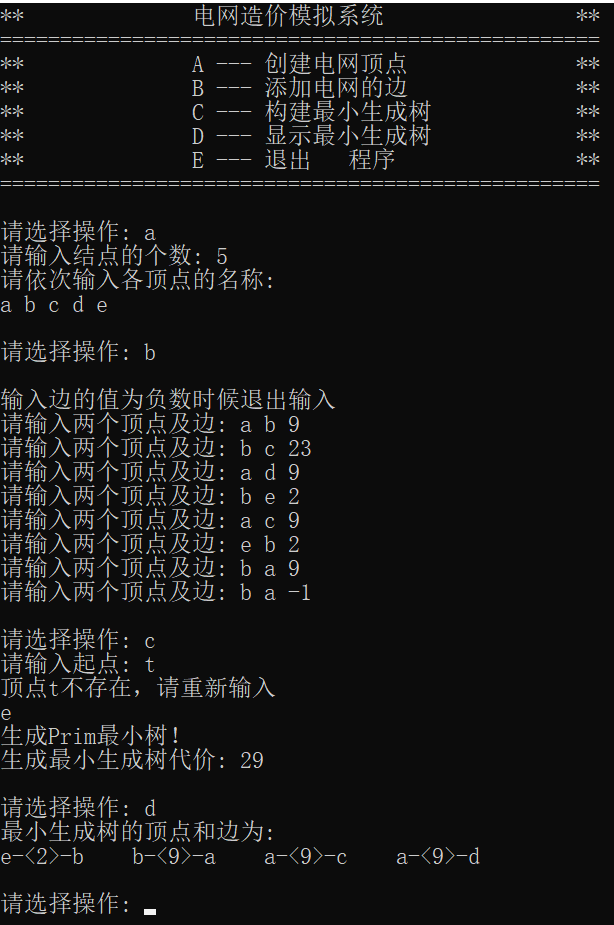 **              电网造价模拟系统                **
==================================================
**              A --- 创建电网顶点              **
**              B --- 添加电网的边              **
**              C --- 构建最小生成树            **
**              D --- 显示最小生成树            **
**              E --- 退出   程序               **
==================================================
请选择操作: a
请输入结点的个数: 5
请依次输入各顶点的名称:
a b c d e
请选择操作: b
输入边的值为负数时候退出输入
请输入两个顶点及边: a b 9
请输入两个顶点及边: b c 23
请输入两个顶点及边: a d 9
请输入两个顶点及边: b e 2
请输入两个顶点及边: a c 9
请输入两个顶点及边: e b 2
请输入两个顶点及边: b a 9
请输入两个顶点及边: b a -1
请选择操作: c
请输入起点: t
顶点t不存在，请重新输入
e
生成Prim最小树!
生成最小生成树代价: 29
请选择操作: d
最小生成树的顶点和边为:
e-<2>-b    b-<9>-a    a-<9>-c    a-<9>-d
请选择操作: